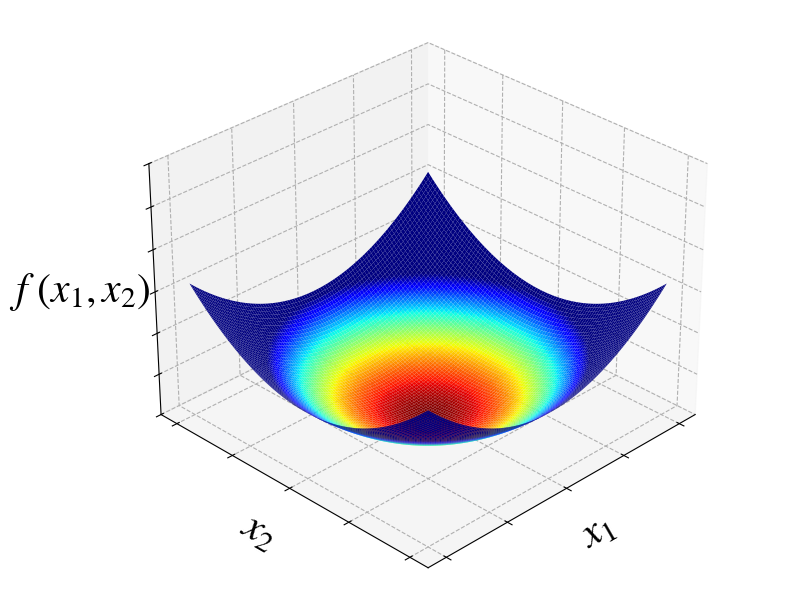 f(x₁, x₂)
x₂
x₁